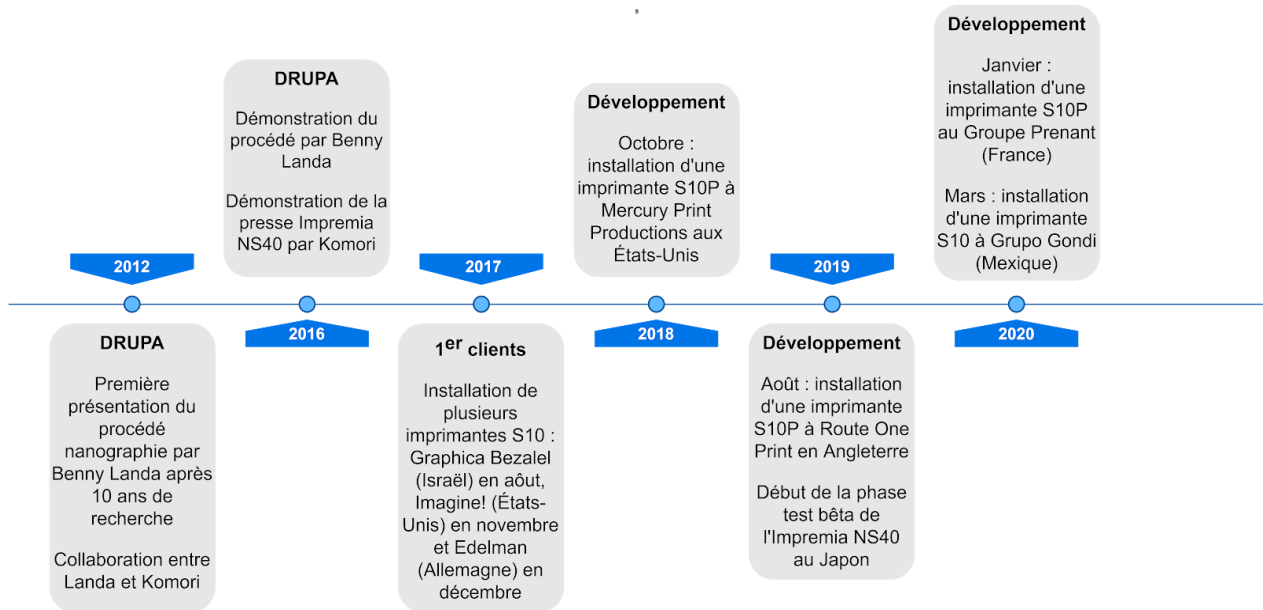 5
2012
DRUPA
Première
présentation du
procédé
nanographie par
Benny Landa après
10 ans de
recherche
Collaboration entre
Landa et Komori
DRUPA
Démonstration du
procédé par Benny
Landa
Démonstration de la
presse Impremia
NS40 par Komori
2016
2017
1er clients
Installation de
plusieurs
imprimantes S10 :
Graphica Bezalel
(Israël) en aôut,
Imagine! (États-
Unis) en novembre
et Edelman
(Allemagne) en
décembre
Développement
Octobre :
installation d'une
imprimante S10P à
Mercury Print
Productions aux
États-Unis
2018
2019
Développement
Août : installation
d'une imprimante
S10P à Route One
Print en Angleterre
Début de la phase
test bêta de
l'Impremia NS40
au Japon
Développement
Janvier :
installation d'une
imprimante S10P
au Groupe Prenant
(France)
Mars : installation
d'une imprimante
S10 à Grupo Gondi
(Mexique)
2020